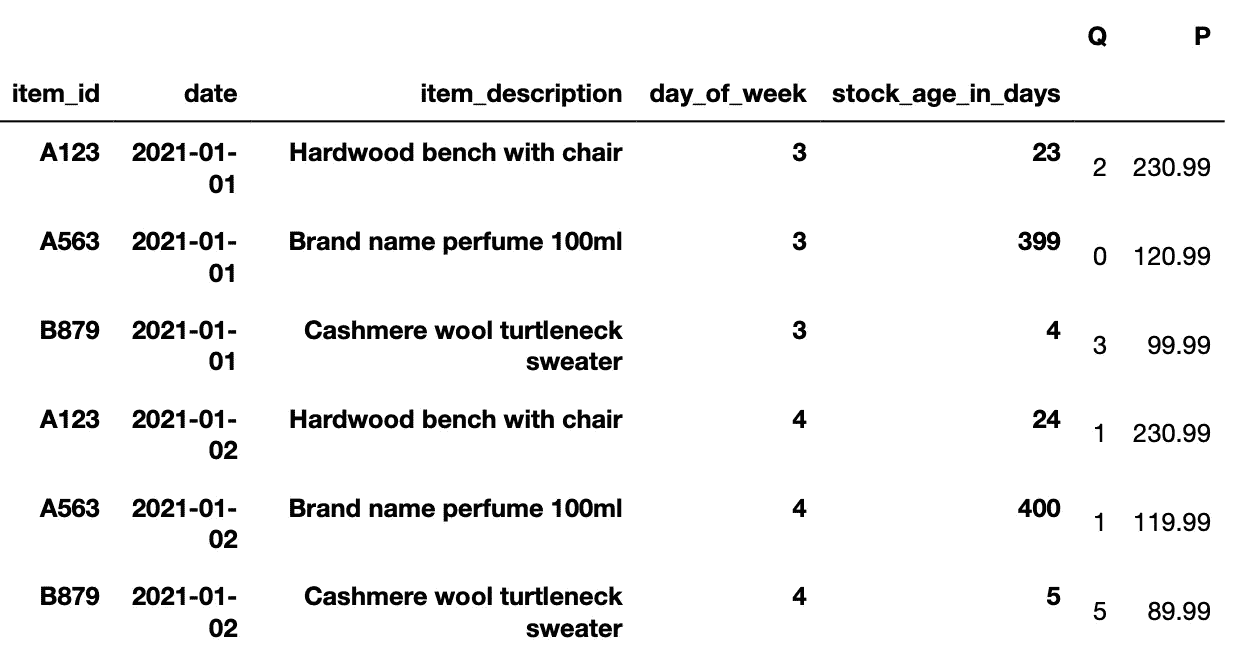 Q P
item_id date item_description day_of_week stock_age_in_days
A123 2021-01- Hardwood bench with chair 3 23 2 230.99
01
A563 2021-01- Brand name perfume 100ml 3 399 0 120.99
01
B879 2021-01- Cashmere wool turtleneck 3 4 3 99.99
01 sweater
A123 2021-01- Hardwood bench with chair 4 24 1 230.99
02
A563 2021-01- Brand name perfume 100ml 4 400 1 119.99
02
B879 2021-01- Cashmere wool turtleneck 4 5 5 89.99
02 sweater